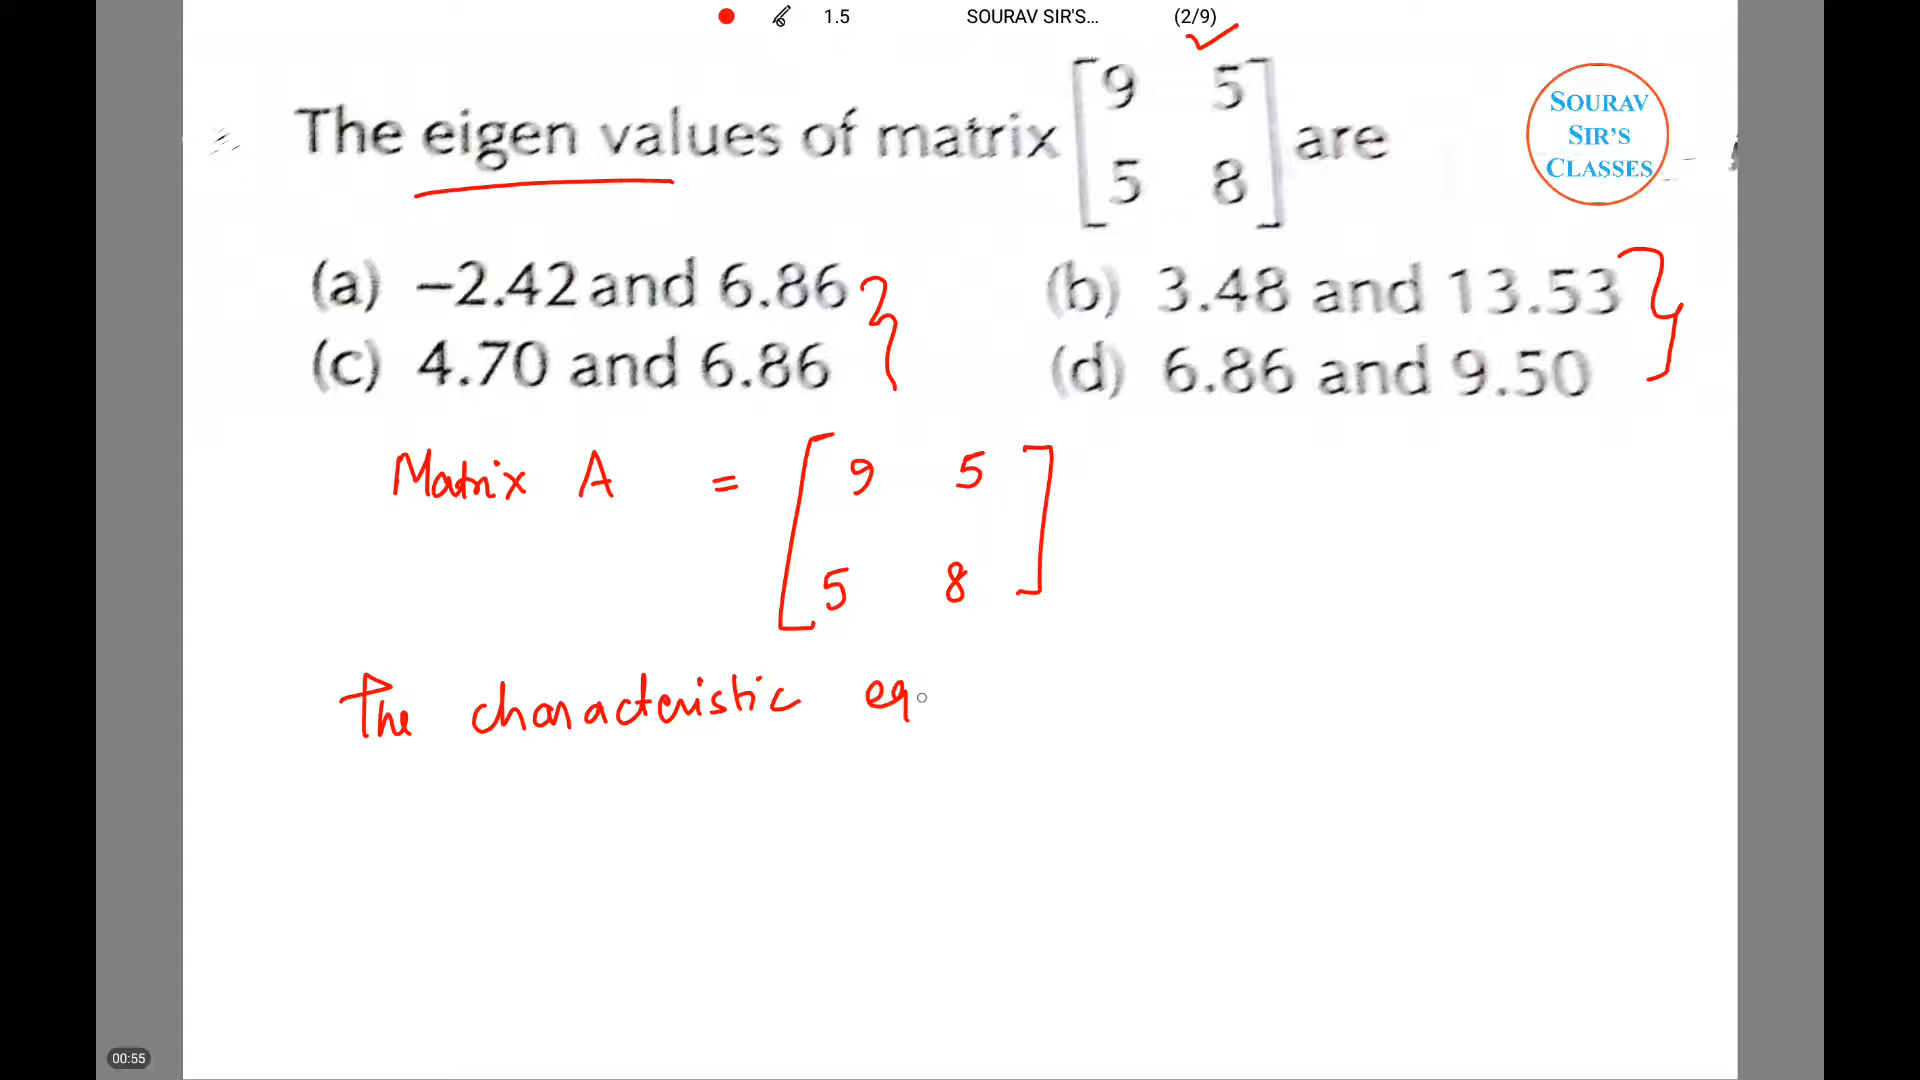 1.5 SOURAV SIR'S... (2/9)
The eigen values of matrix [9 5
5 8] are
SOURAV
SIR'S
CLASSES
(a) −2.42 and 6.86 (b) 3.48 and 13.53
(c) 4.70 and 6.86 (d) 6.86 and 9.50
Matrix A = [9 5
5 8]
The characteristic eq
00:55